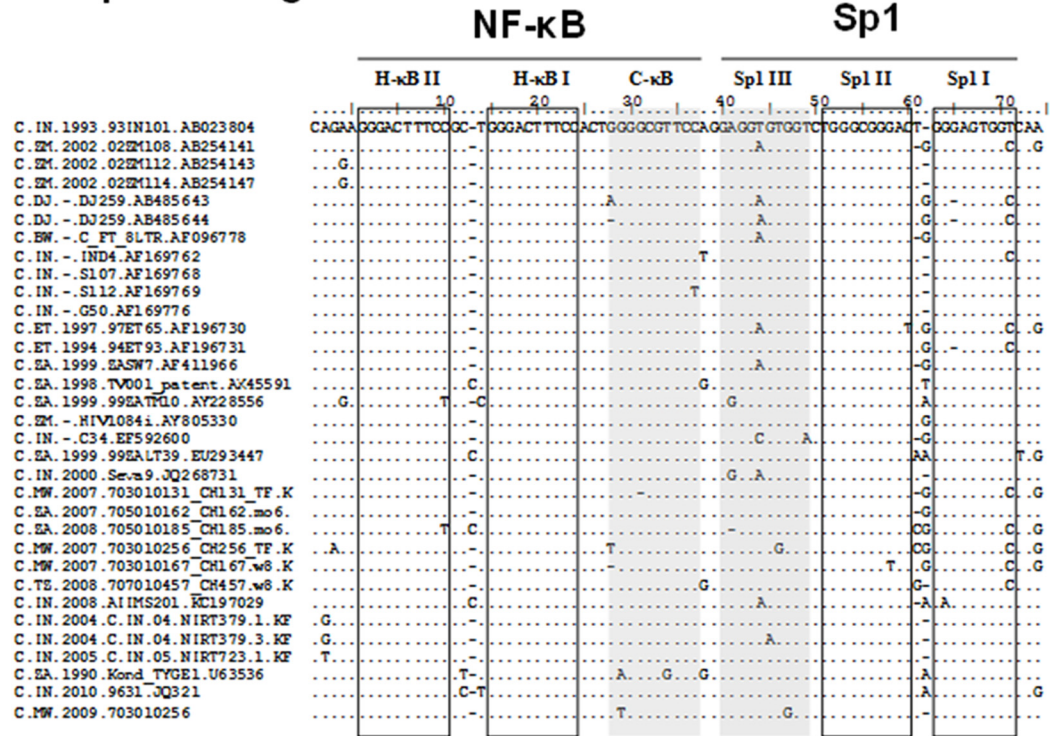 NF-κB Sp1
H-κB II H-κB I C-κB Sp1 III Sp1 II Sp1 I
10 20 30 40 50 60 70
C.IN.1993.93IN101.AB023804 CAGAAGGGACTTTCCGC-TGGGACTTTCCACTGGGGCGTTCCAGGAGGTGTGGTCTGGGCGGGACT-GGGAGTGGTCAA
C.ZM.2002.02ZM108.AB254141 - A -G C G
C.ZM.2002.02ZM112.AB254143 G - -
C.ZM.2002.02ZM114.AB254147 G - -
C.DJ.-.DJ259.AB485643 - A A G - C
C.DJ.-.DJ259.AB485644 - - A G - C
C.BW.-.C_FT_8LTR.AF096778 - A -G
C.IN.-.IND4.AF169762 - T - C
C.IN.-.S107.AF169768 - -
C.IN.-.S112.AF169769 - T -
C.IN.-.G50.AF169776 - -
C.ET.1997.97ET65.AF196730 - A T G C G
C.ET.1994.94ET93.AF196731 - G - C
C.ZA.1999.ZASW7.AF411966 - A -G
C.ZA.1998.TV001_patent.AX45591 C G T
C.ZA.1999.99ZATM10.AY228556 G T -C G A
C.ZM.-.HIV1084i.AY805330 - G
C.IN.-.C34.EF592600 - C A -G
C.ZA.1999.99ZALT39.EU293447 C AA T G
C.IN.2000.Seva9.JQ268731 - G A -
C.MW.2007.703010131_CH131_TF.K - - -G C G
C.ZA.2007.705010162_CH162.mo6. - -G
C.ZA.2008.705010185_CH185.mo6. T C - CG C G
C.MW.2007.703010256_CH256_TF.K A - T G CG C G
C.MW.2007.703010167_CH167.w8.K - - T G C G
C.TZ.2008.707010457_CH457.w8.K - G G- C
C.IN.2008.AIIMS201.KC197029 C A -A A
C.IN.2004.C.IN.04.NIRT379.1.KF G - -
C.IN.2004.C.IN.04.NIRT379.3.KF G - A -
C.IN.2005.C.IN.05.NIRT723.1.KF T - -
C.ZA.1990.Kond_TYGE1.U63536 T- A G G A
C.IN.2010.9631_JQ321 C-T A G
C.MW.2009.703010256 - T G -